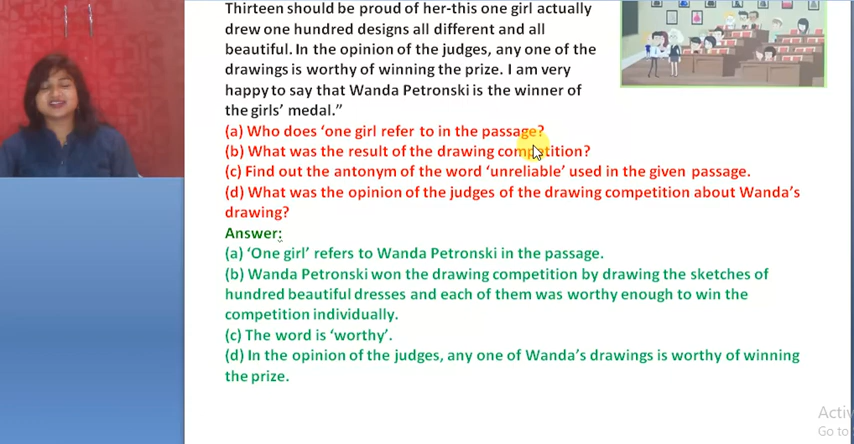 Thirteen should be proud of her-this one girl actually
drew one hundred designs all different and all
beautiful. In the opinion of the judges, any one of the
drawings is worthy of winning the prize. I am very
happy to say that Wanda Petronski is the winner of
the girls’ medal.”
(a) Who does ‘one girl refer to in the passage?
(b) What was the result of the drawing competition?
(c) Find out the antonym of the word ‘unreliable’ used in the given passage.
(d) What was the opinion of the judges of the drawing competition about Wanda’s
drawing?
Answer:
(a) ‘One girl’ refers to Wanda Petronski in the passage.
(b) Wanda Petronski won the drawing competition by drawing the sketches of
hundred beautiful dresses and each of them was worthy enough to win the
competition individually.
(c) The word is ‘worthy’.
(d) In the opinion of the judges, any one of Wanda’s drawings is worthy of winning
the prize.
Go to